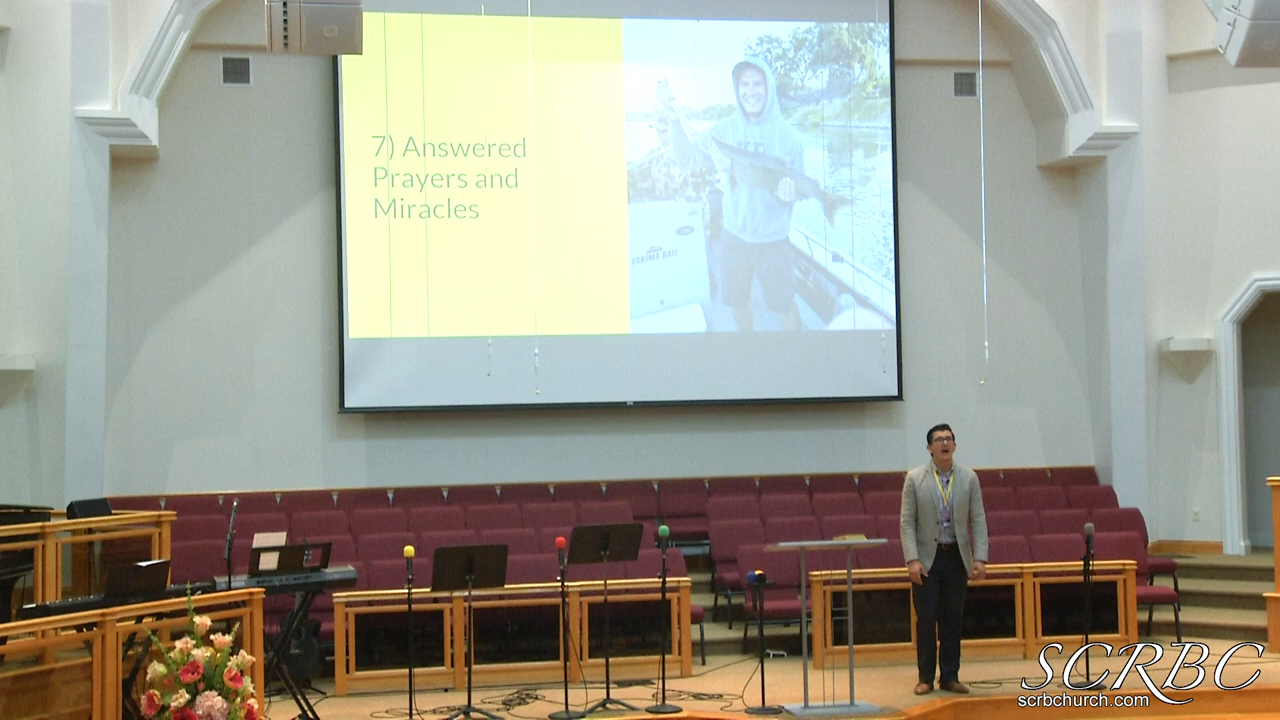 7) Answered
Prayers and
Miracles
YAKIMA BAIT
SCRBC
scrbchurch.com